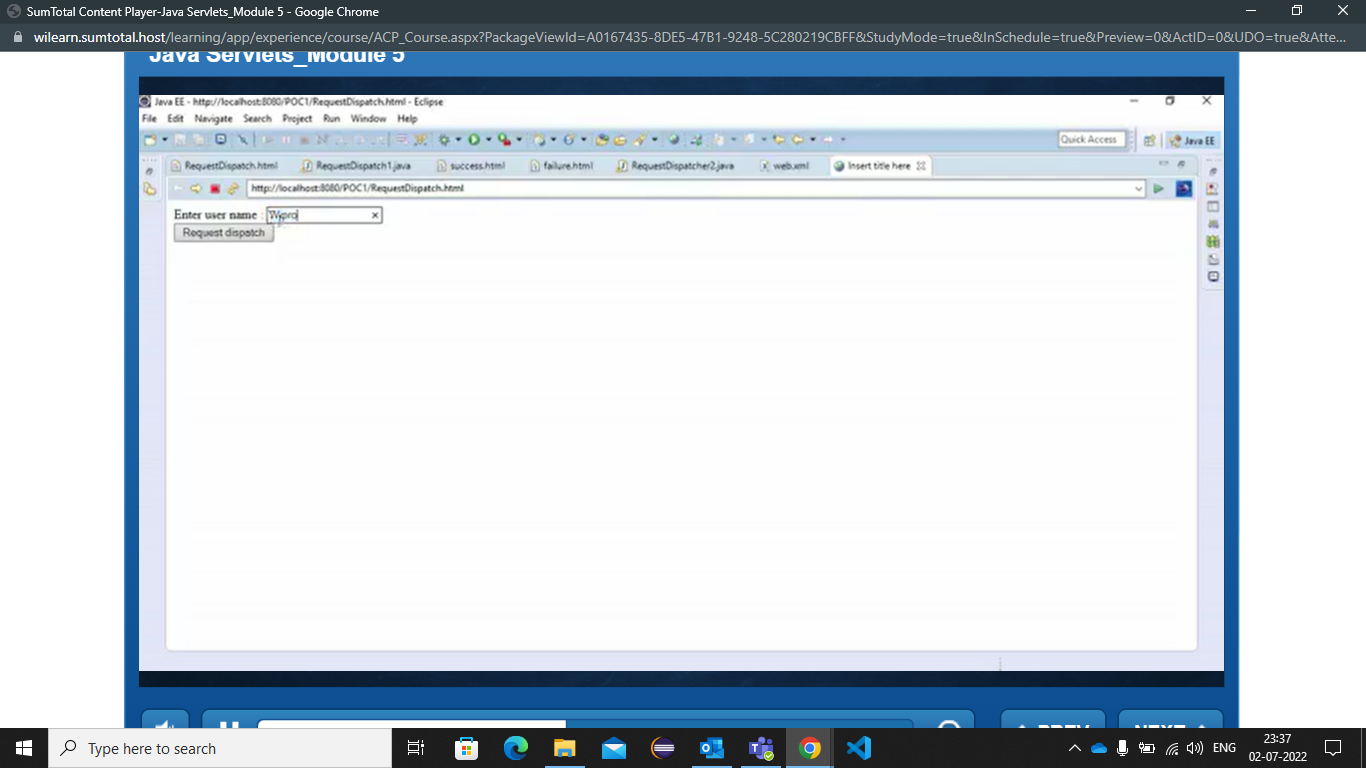 SumTotal Content Player-Java Servlets_Module 5 - Google Chrome
wilearn.sumtotal.host/learning/app/experience/course/ACP_Course.aspx?PackageViewId=A0167435-8DE5-47B1-9248-5C280219CBFF&StudyMode=true&InSchedule=true&Preview=0&ActID=0&UDO=true&Atte...
Java Servlets_Module 5
Java EE - http://localhost:8080/POC1/RequestDispatch.html - Eclipse
File Edit Navigate Search Project Run Window Help
Quick Access Java EE
RequestDispatch.html RequestDispatch1.java success.html failure.html RequestDispatcher2.java web.xml Insert title here
http://localhost:8080/POC1/RequestDispatch.html
Enter user name : Wipro
Request dispatch
PREV NEXT
Type here to search
ENG
23:37
02-07-2022